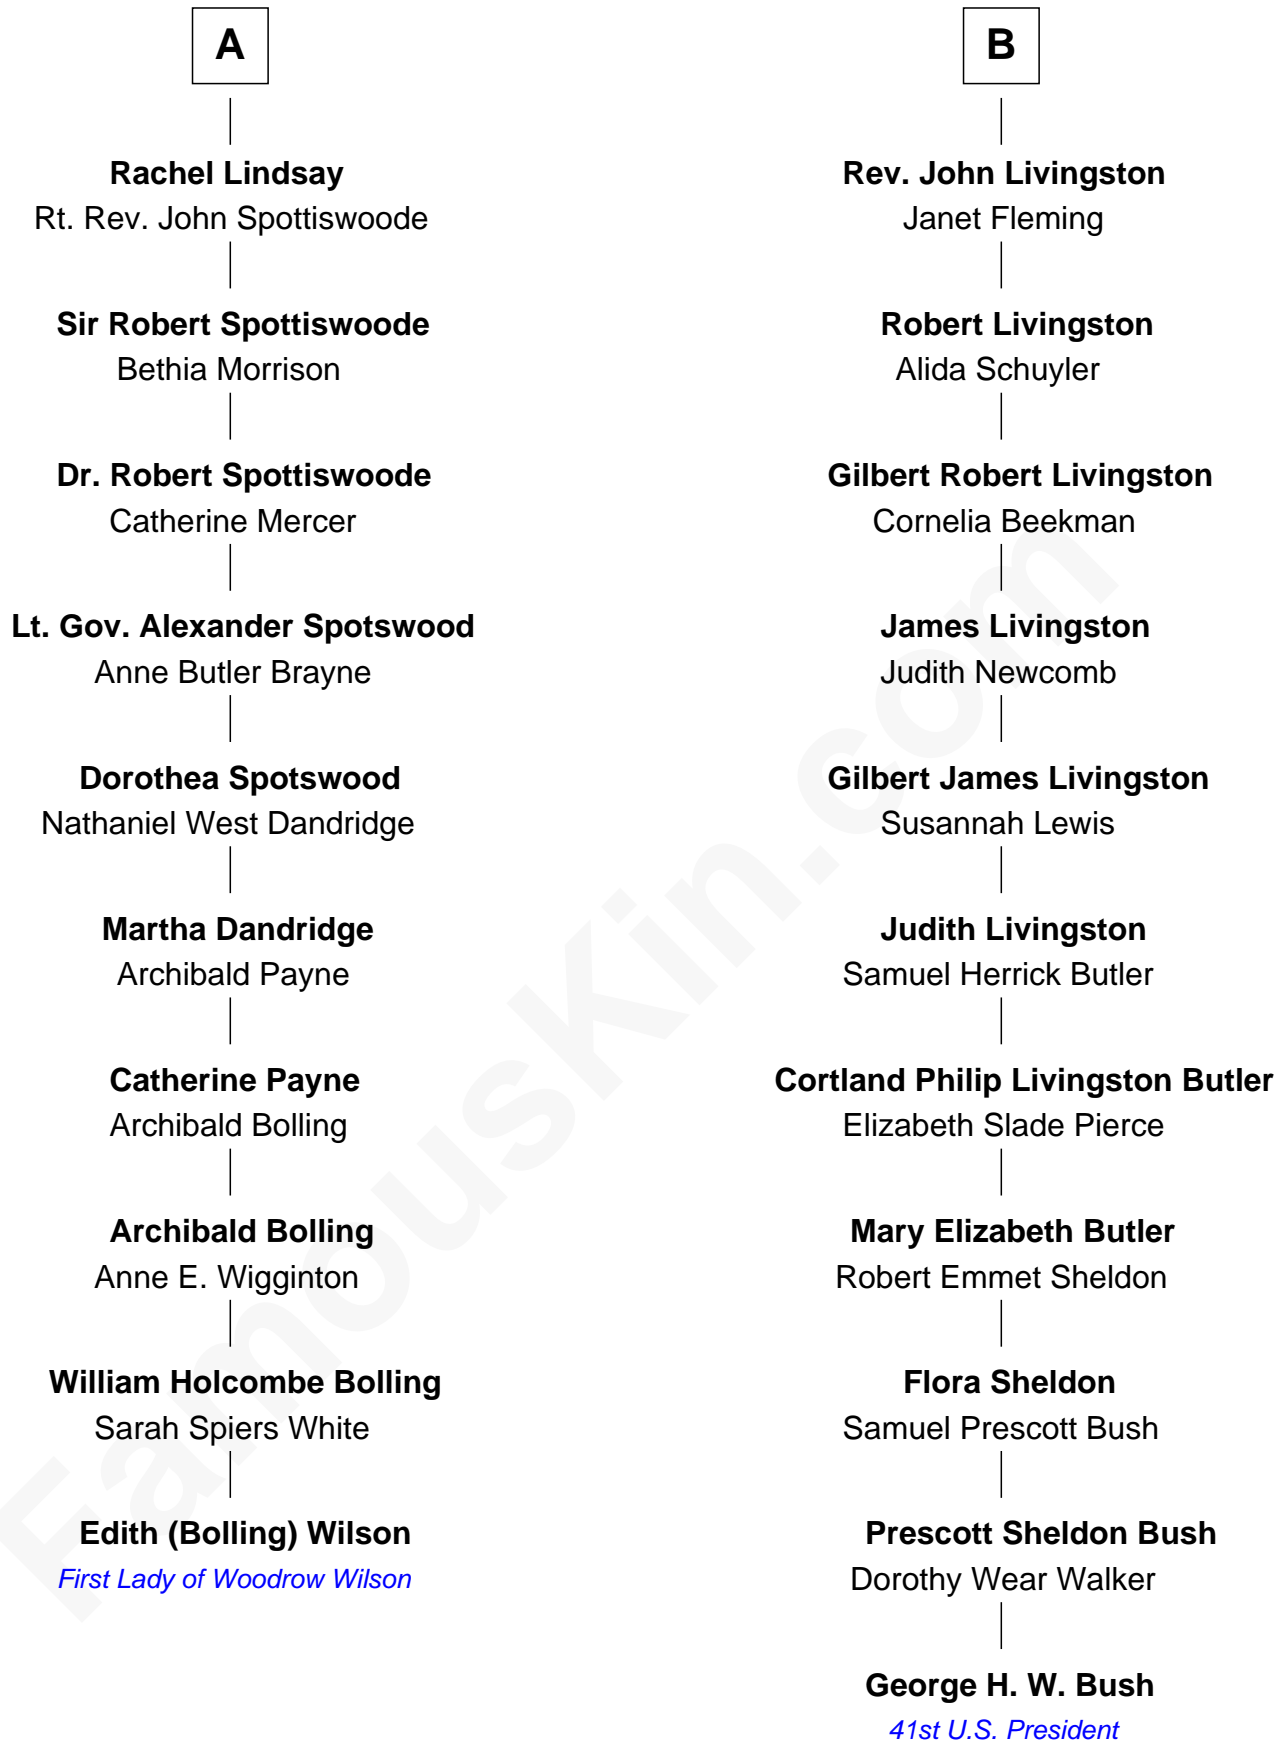 A
Rachel Lindsay
Rt. Rev. John Spottiswoode
Sir Robert Spottiswoode
Bethia Morrison
Dr. Robert Spottiswoode
Catherine Mercer
Lt. Gov. Alexander Spotswood
Anne Butler Brayne
Dorothea Spotswood
Nathaniel West Dandridge
Martha Dandridge
Archibald Payne
Catherine Payne
Archibald Bolling
Archibald Bolling
Anne E. Wigginton
William Holcombe Bolling
Sarah Spiers White
Edith (Bolling) Wilson
First Lady of Woodrow Wilson
B
Rev. John Livingston
Janet Fleming
Robert Livingston
Alida Schuyler
Gilbert Robert Livingston
Cornelia Beekman
James Livingston
Judith Newcomb
Gilbert James Livingston
Susannah Lewis
Judith Livingston
Samuel Herrick Butler
Cortland Philip Livingston Butler
Elizabeth Slade Pierce
Mary Elizabeth Butler
Robert Emmet Sheldon
Flora Sheldon
Samuel Prescott Bush
Prescott Sheldon Bush
Dorothy Wear Walker
George H. W. Bush
41st U.S. President
FamousKin.com